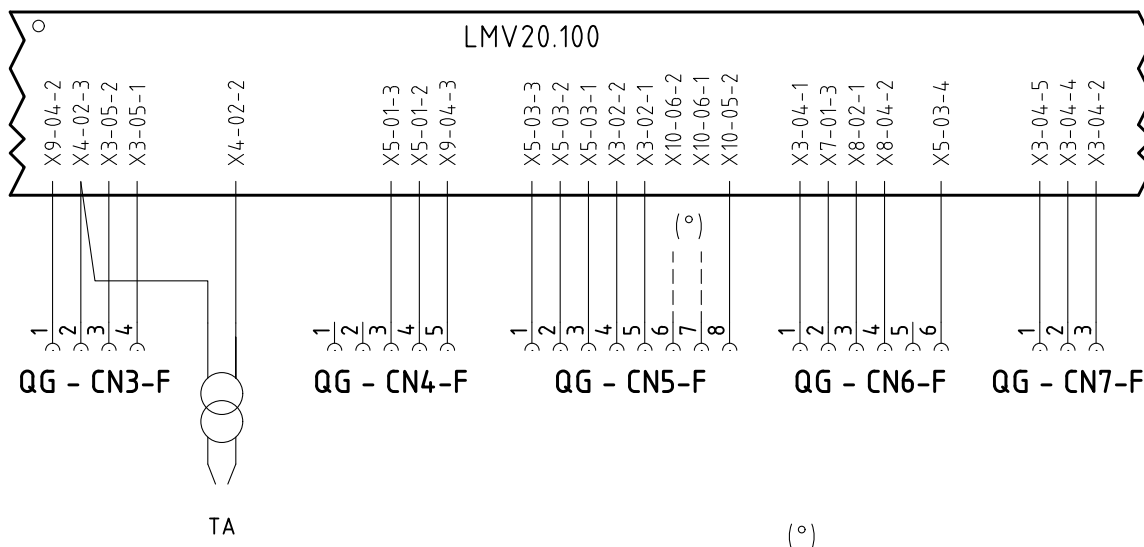 LMV20.100
X9-04-2
X4-02-3
X3-05-2
X3-05-1
X4-02-2
X5-01-3
X5-01-2
X9-04-3
X5-03-3
X5-03-2
X5-03-1
X3-02-2
X3-02-1
X10-06-2
X10-06-1
X10-05-2
X3-04-1
X7-01-3
X8-02-1
X8-04-2
X5-03-4
X3-04-5
X3-04-4
X3-04-2
(°)
1 2 3 4
1 2 3 4 5
1 2 3 4 5 6 7 8
1 2 3 4 5 6
1 2 3
QG - CN3-F
QG - CN4-F
QG - CN5-F
QG - CN6-F
QG - CN7-F
TA
(°)